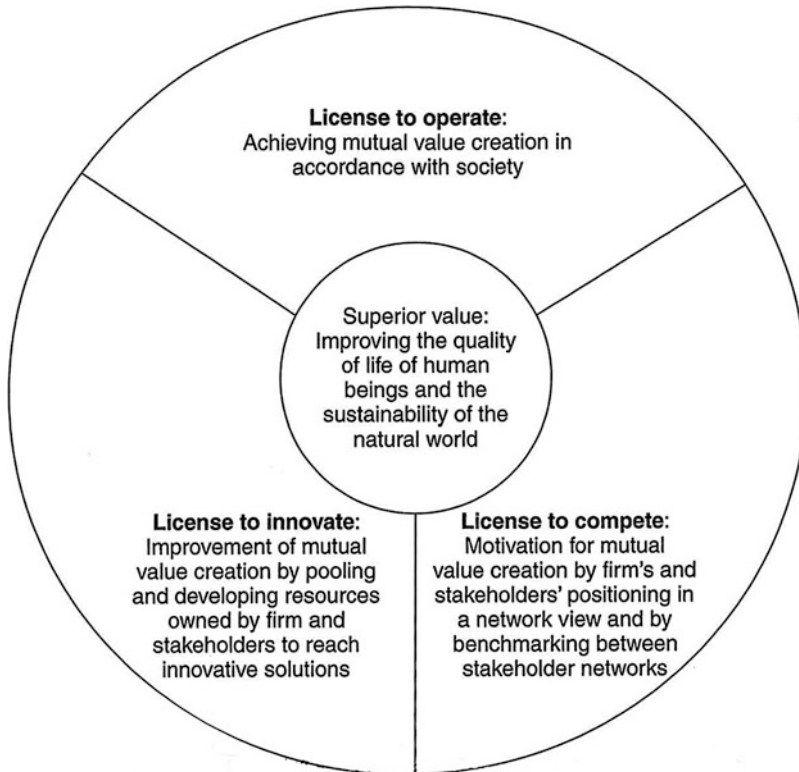 License to operate:
Achieving mutual value creation in
accordance with society
Superior value:
Improving the quality
of life of human
beings and the
sustainability of the
natural world
License to innovate:
Improvement of mutual
value creation by pooling
and developing resources
owned by firm and
stakeholders to reach
innovative solutions
License to compete:
Motivation for mutual
value creation by firm's and
stakeholders' positioning in
a network view and by
benchmarking between
stakeholder networks